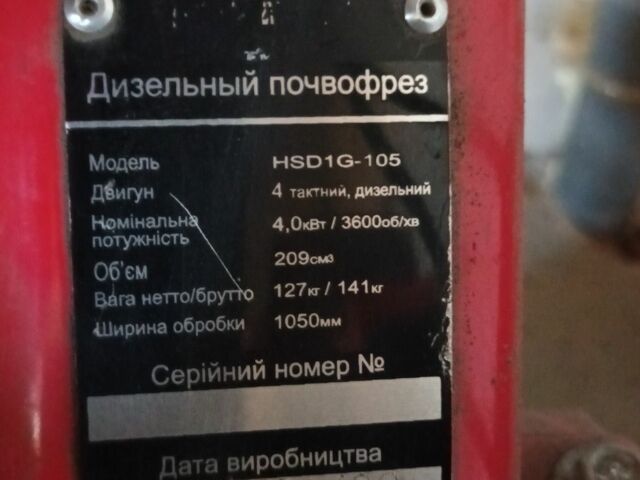 Дизельный почвофрез
Модель HSD1G-105
Двигун 4 тактний, дизельний
Номінальна потужність 4,0кВт / 3600об/хв
Об'єм 209см3
Вага нетто/брутто 127кг / 141кг
Ширина обробки 1050мм
Серійний номер №
Дата виробництва